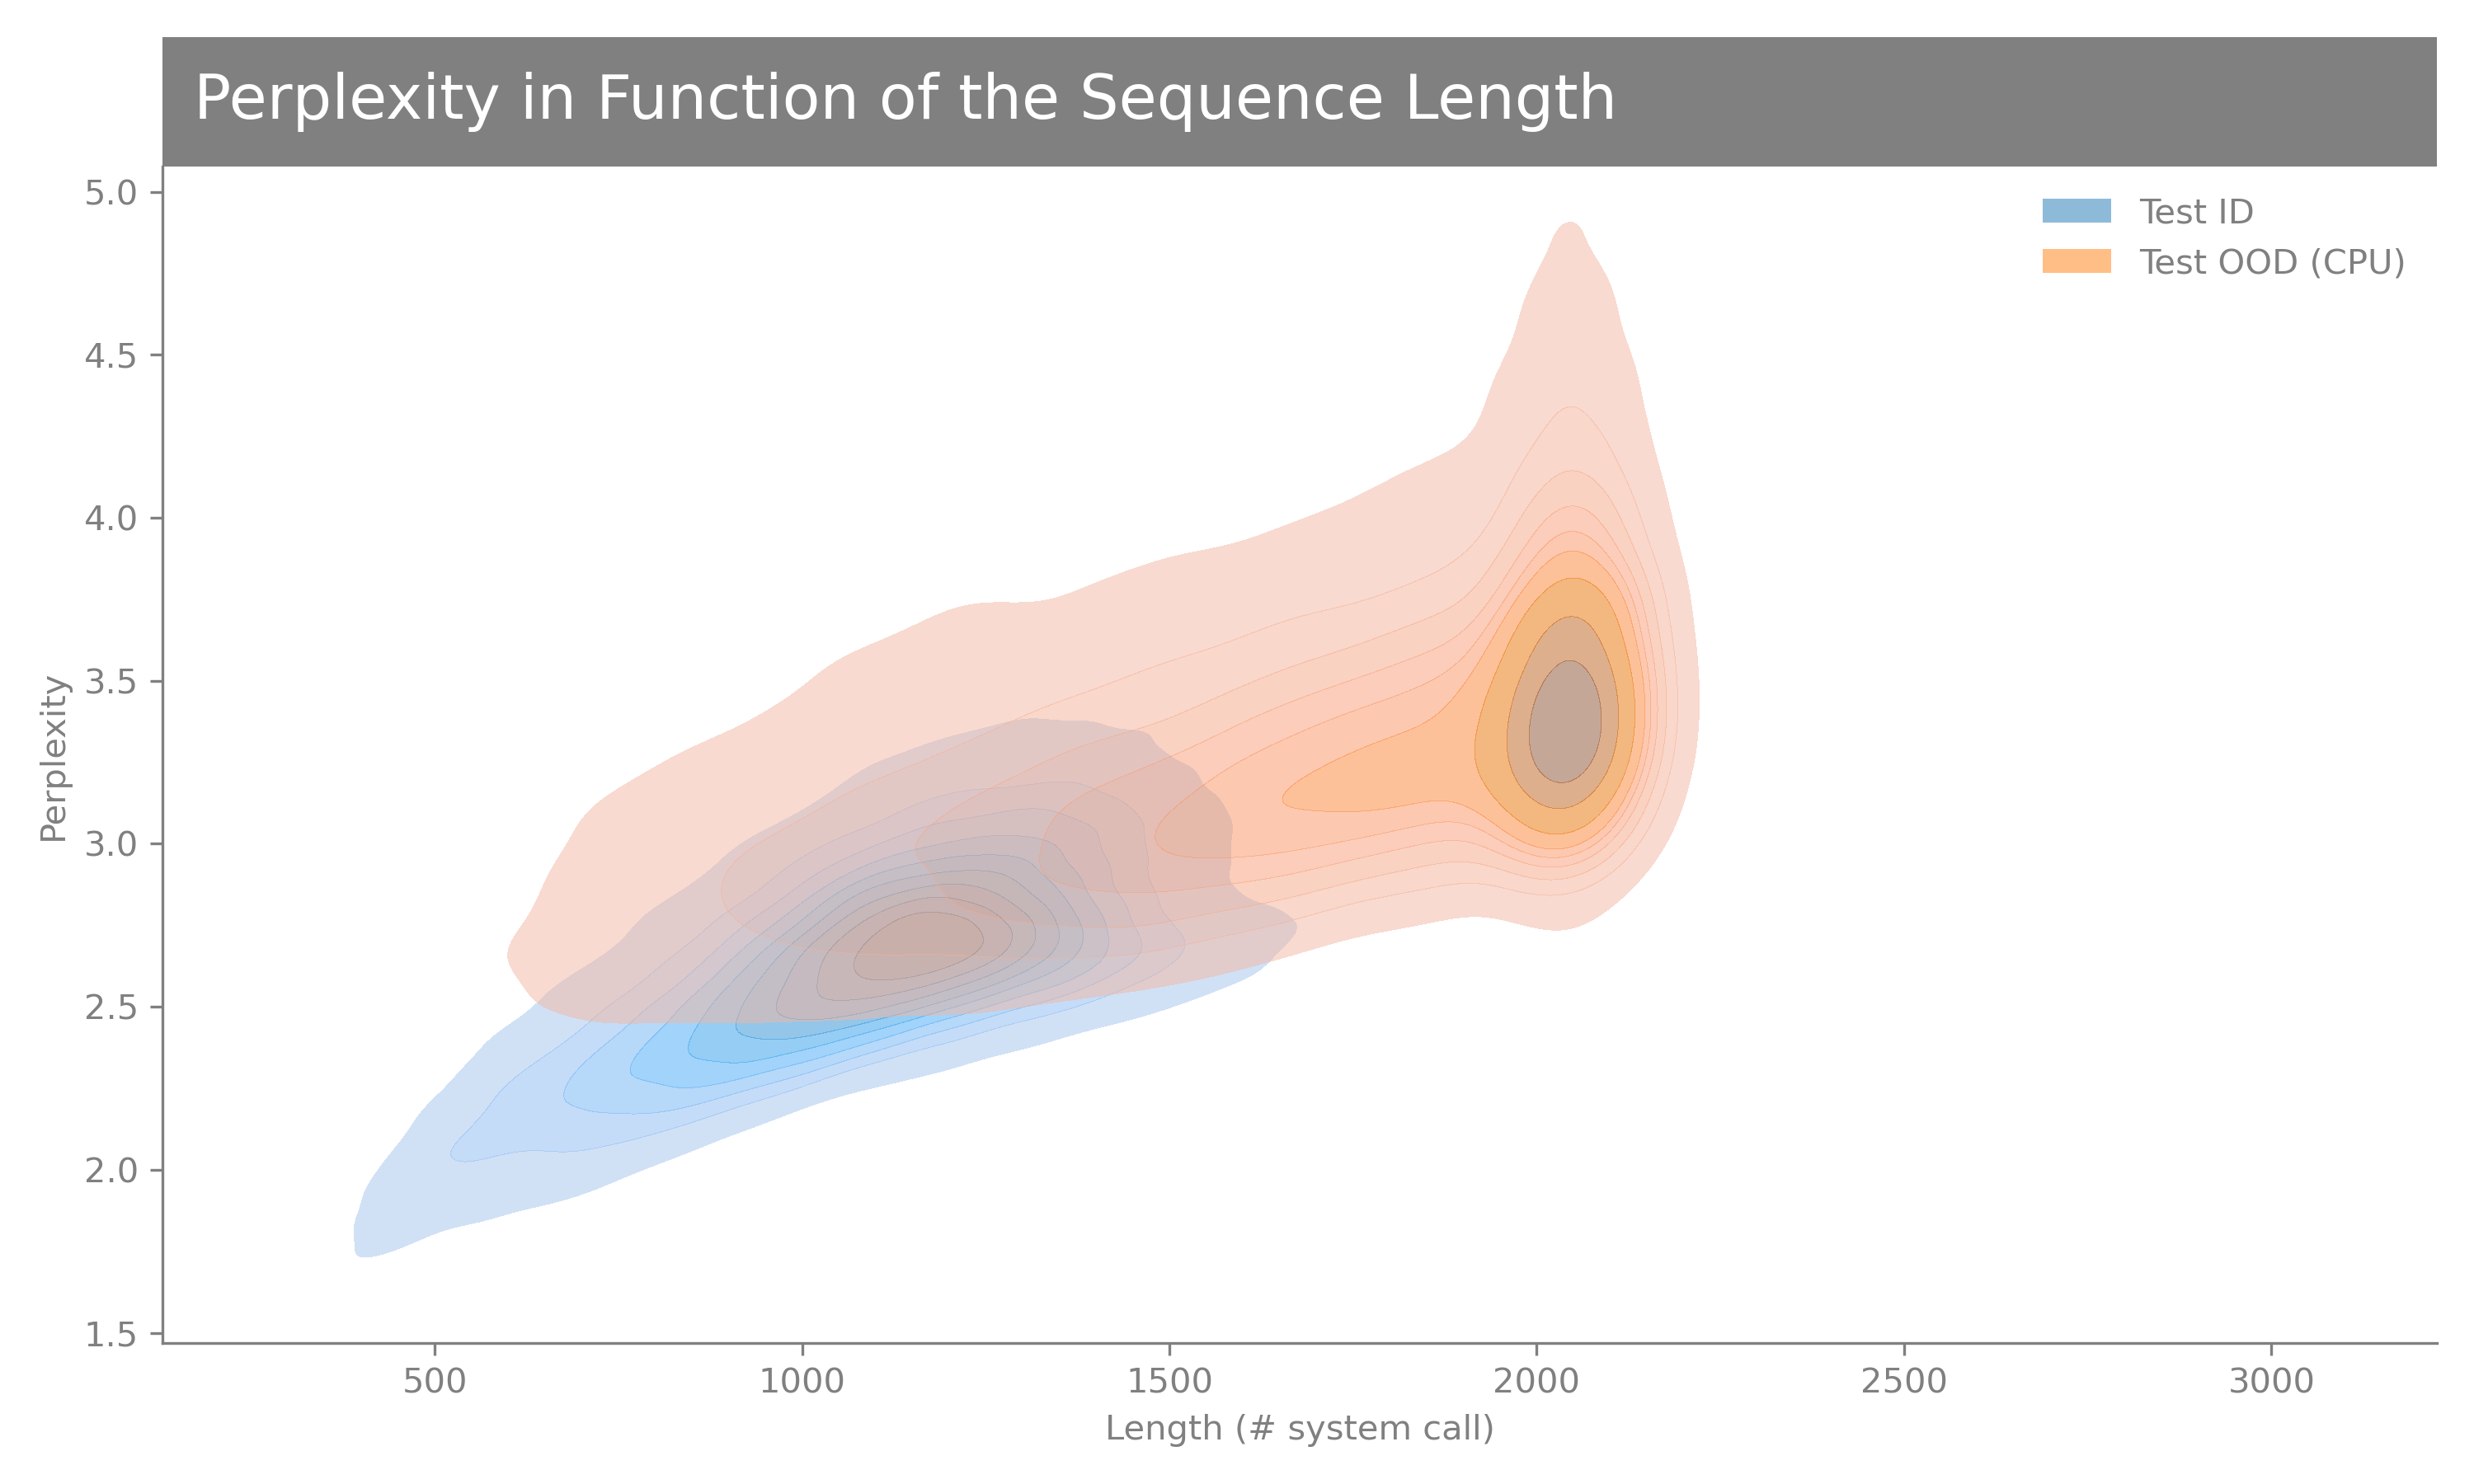 Perplexity in Function of the Sequence Length
Test ID
Test OOD (CPU)
Perplexity
5.0
4.5
4.0
3.5
3.0
2.5
2.0
1.5
500 1000 1500 2000 2500 3000
Length (# system call)